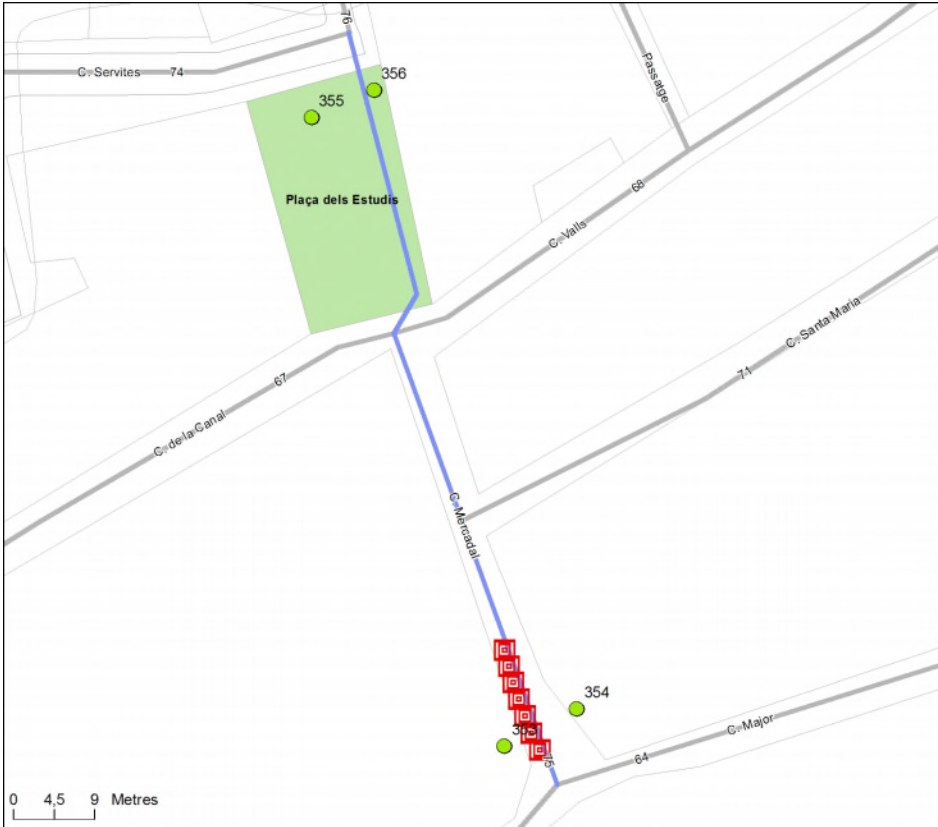 76
C. Servites 74
356
355
Passatge
Plaça dels Estudis
68
C. Valls
C. Santa Maria
71
67
C. de la Canal
C. Mercadal
354
353
C. Major
64
75
0 4,5 9 Metres